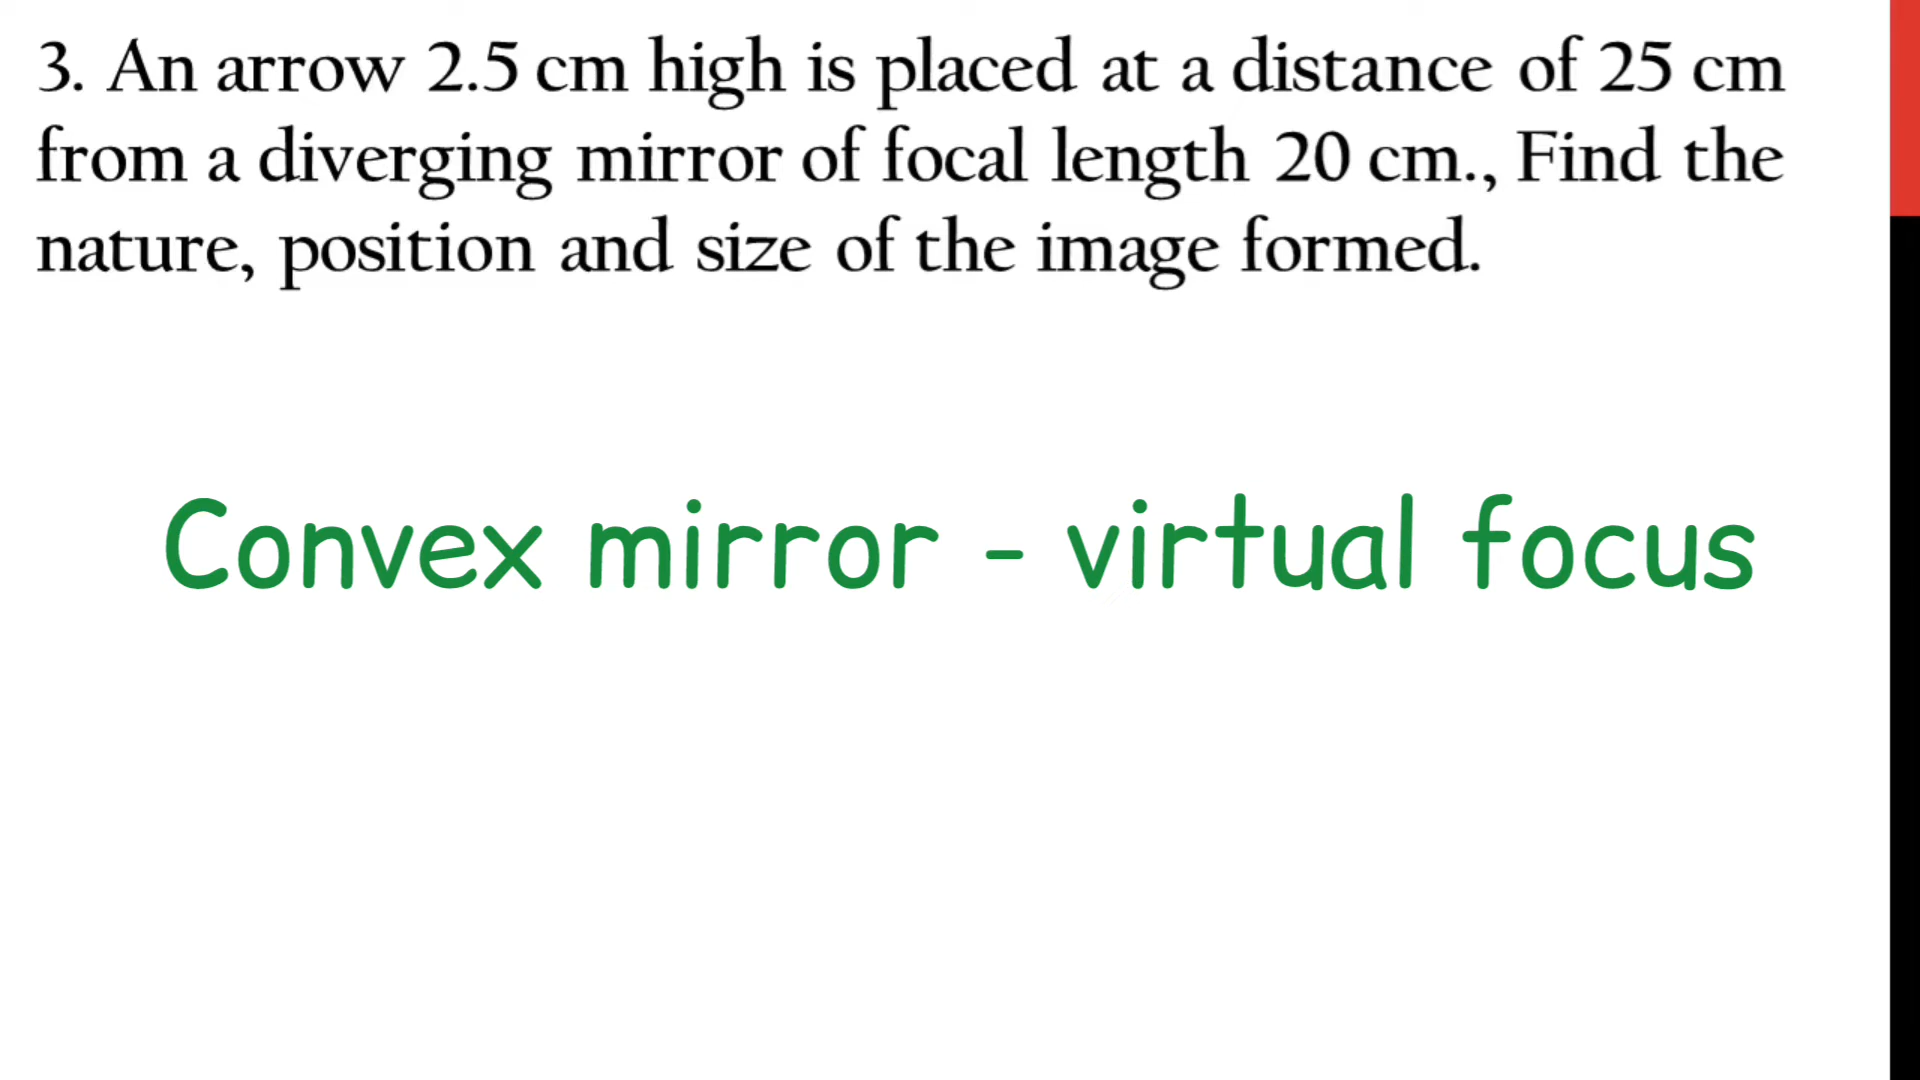 3. An arrow 2.5 cm high is placed at a distance of 25 cm
from a diverging mirror of focal length 20 cm., Find the
nature, position and size of the image formed.
Convex mirror - virtual focus